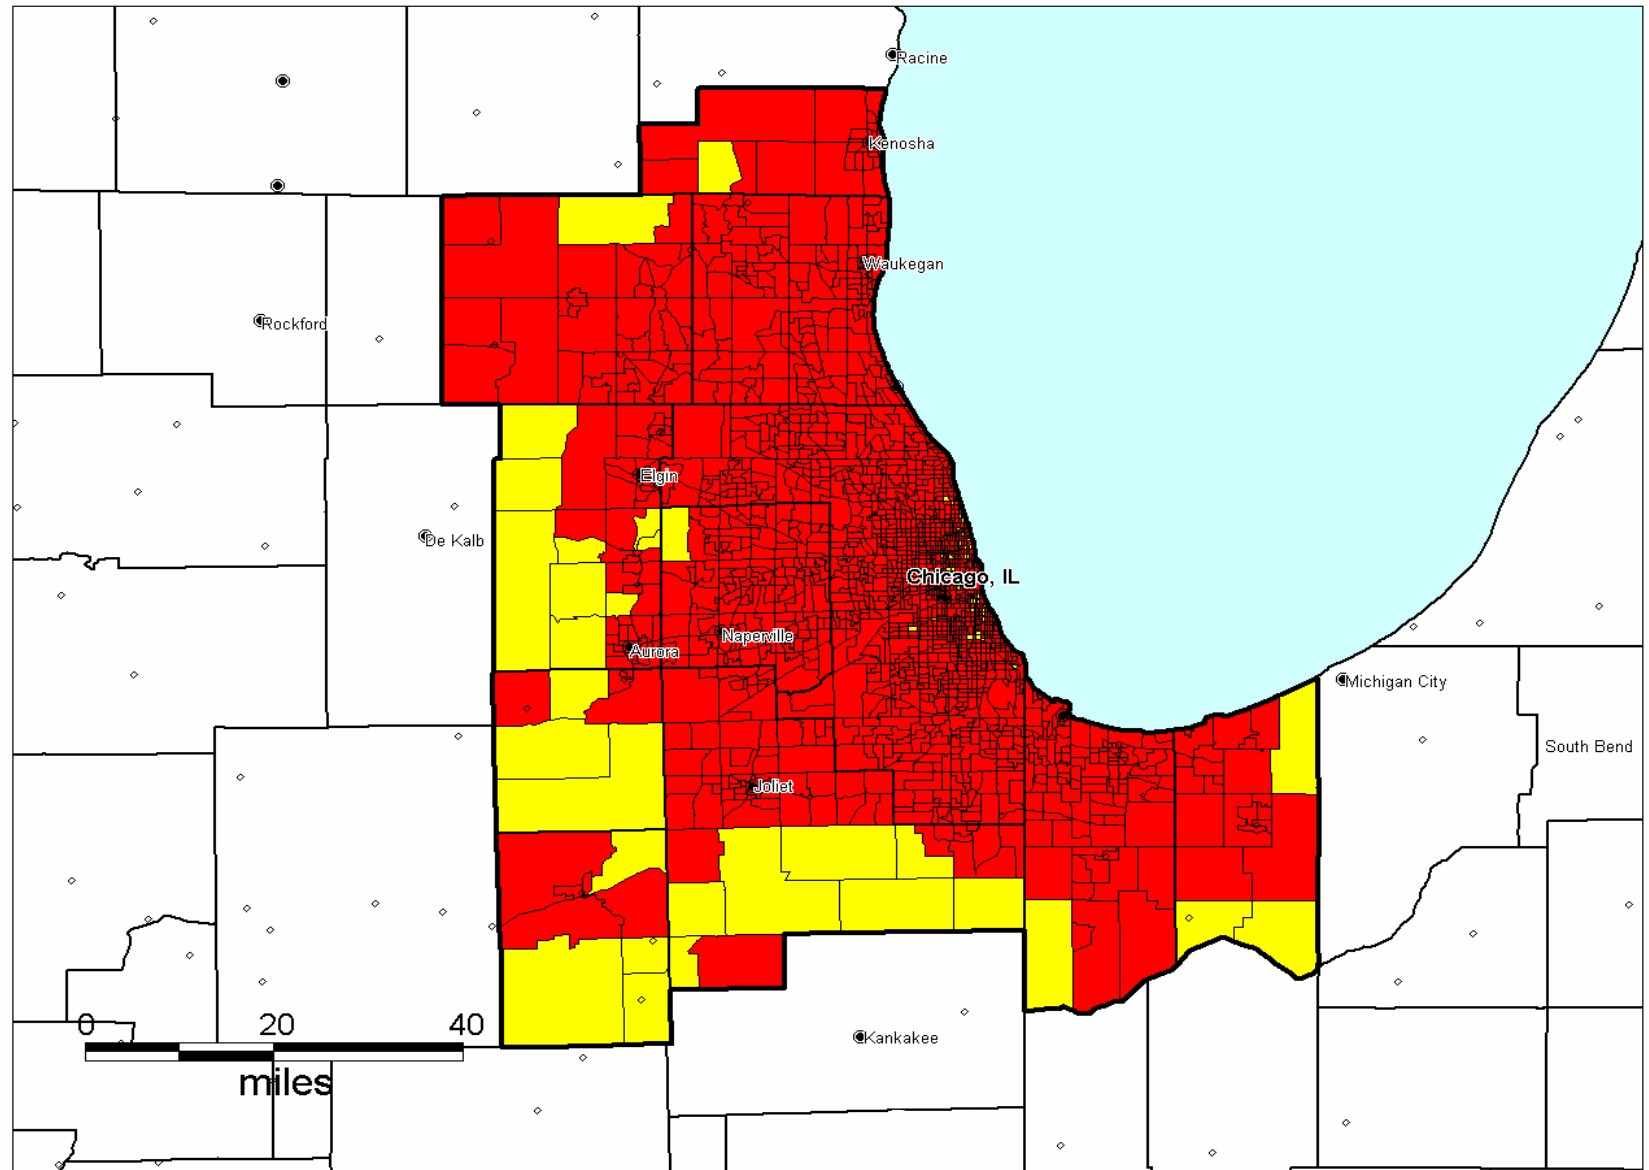 Racine
Kenosha
Waukegan
Rockford
Elgin
De Kalb
Chicago, IL
Naperville
Aurora
Michigan City
South Bend
Joliet
0 20 40
miles
Kankakee